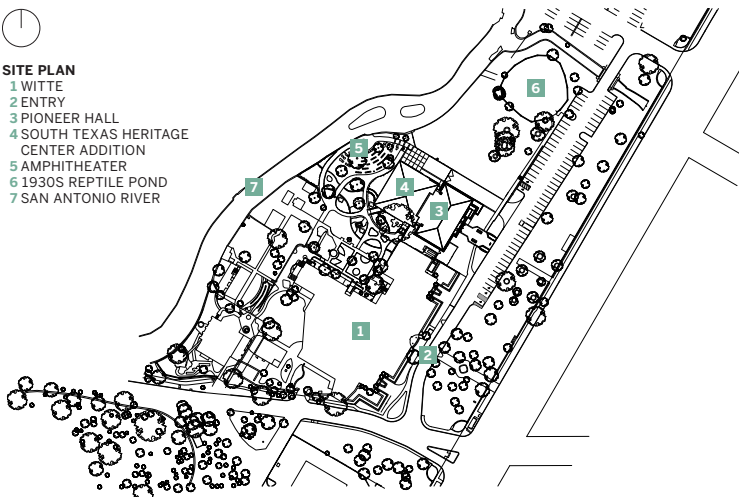 SITE PLAN
1 WITTE
2 ENTRY
3 PIONEER HALL
4 SOUTH TEXAS HERITAGE
CENTER ADDITION
5 AMPHITHEATER
6 1930S REPTILE POND
7 SAN ANTONIO RIVER
6
5
7
4
3
1
2